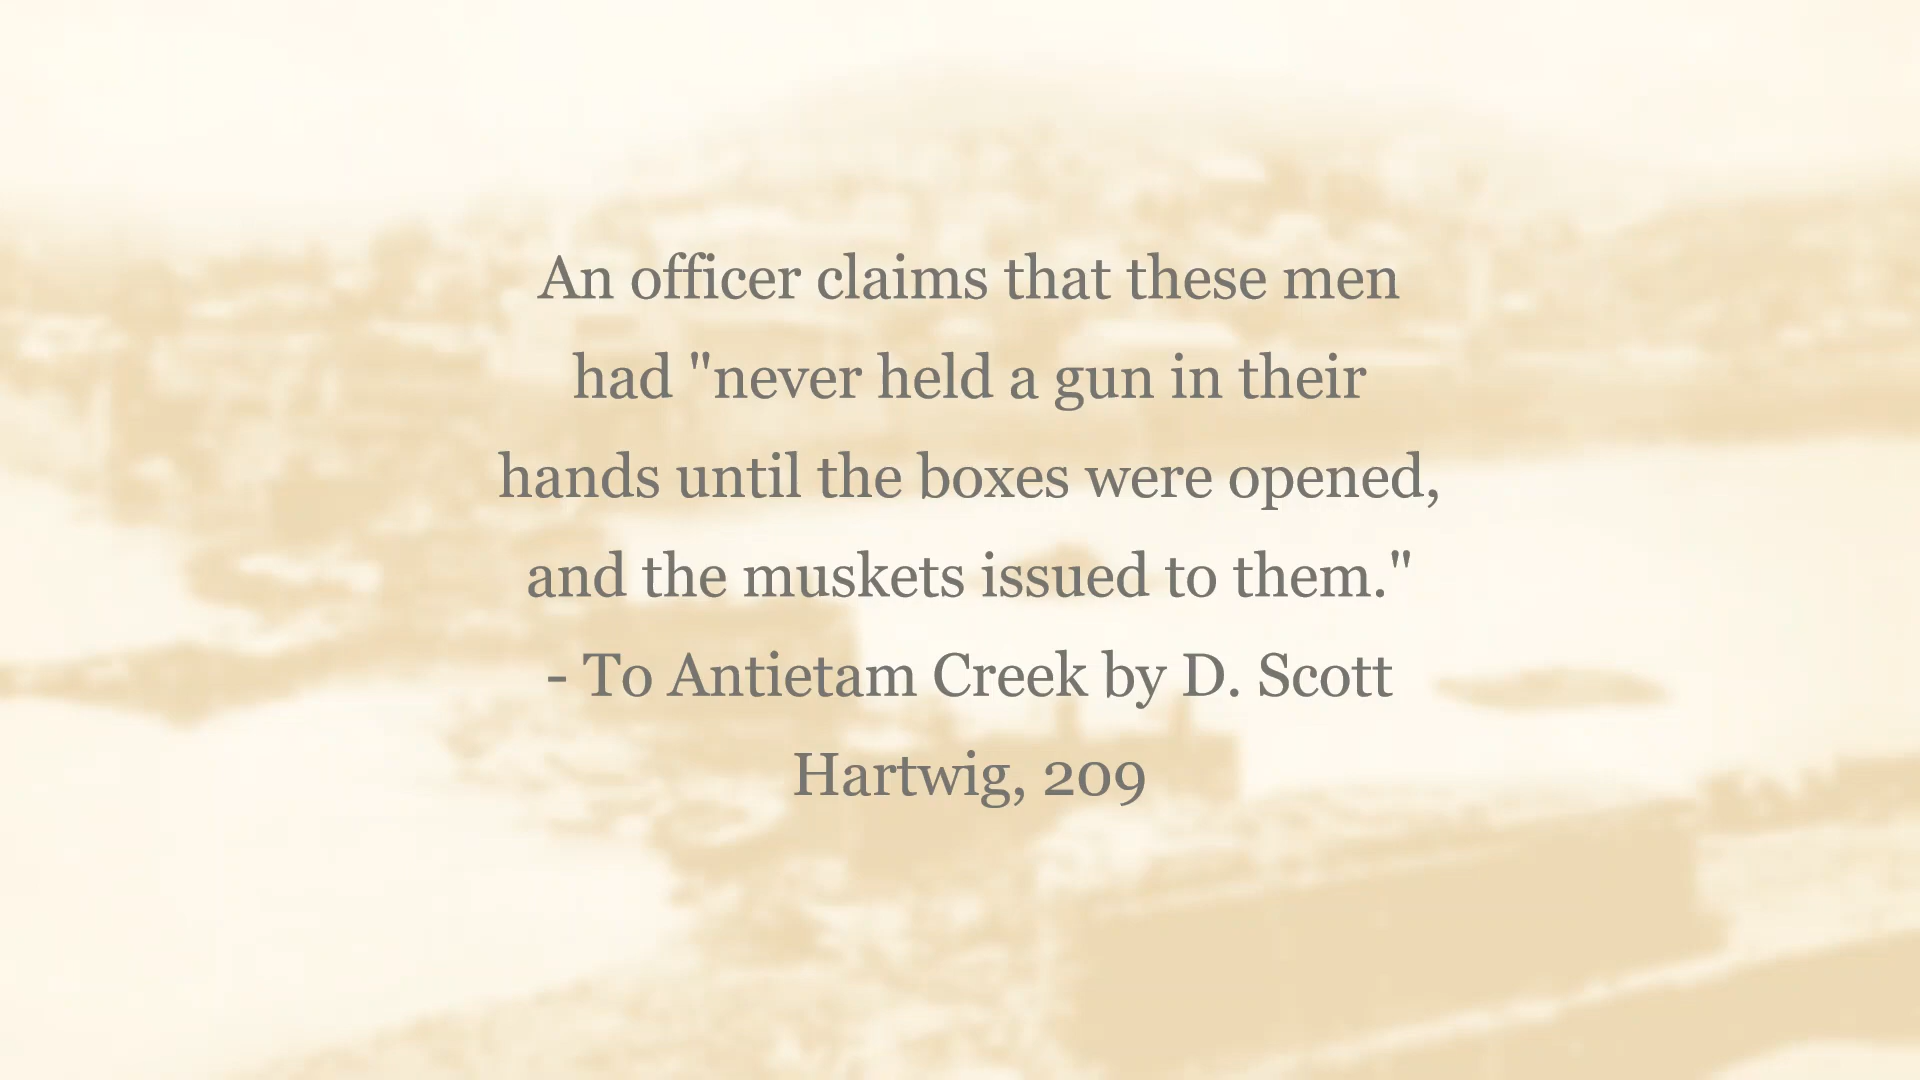 An officer claims that these men
had "never held a gun in their
hands until the boxes were opened,
and the muskets issued to them."
- To Antietam Creek by D. Scott
Hartwig, 209